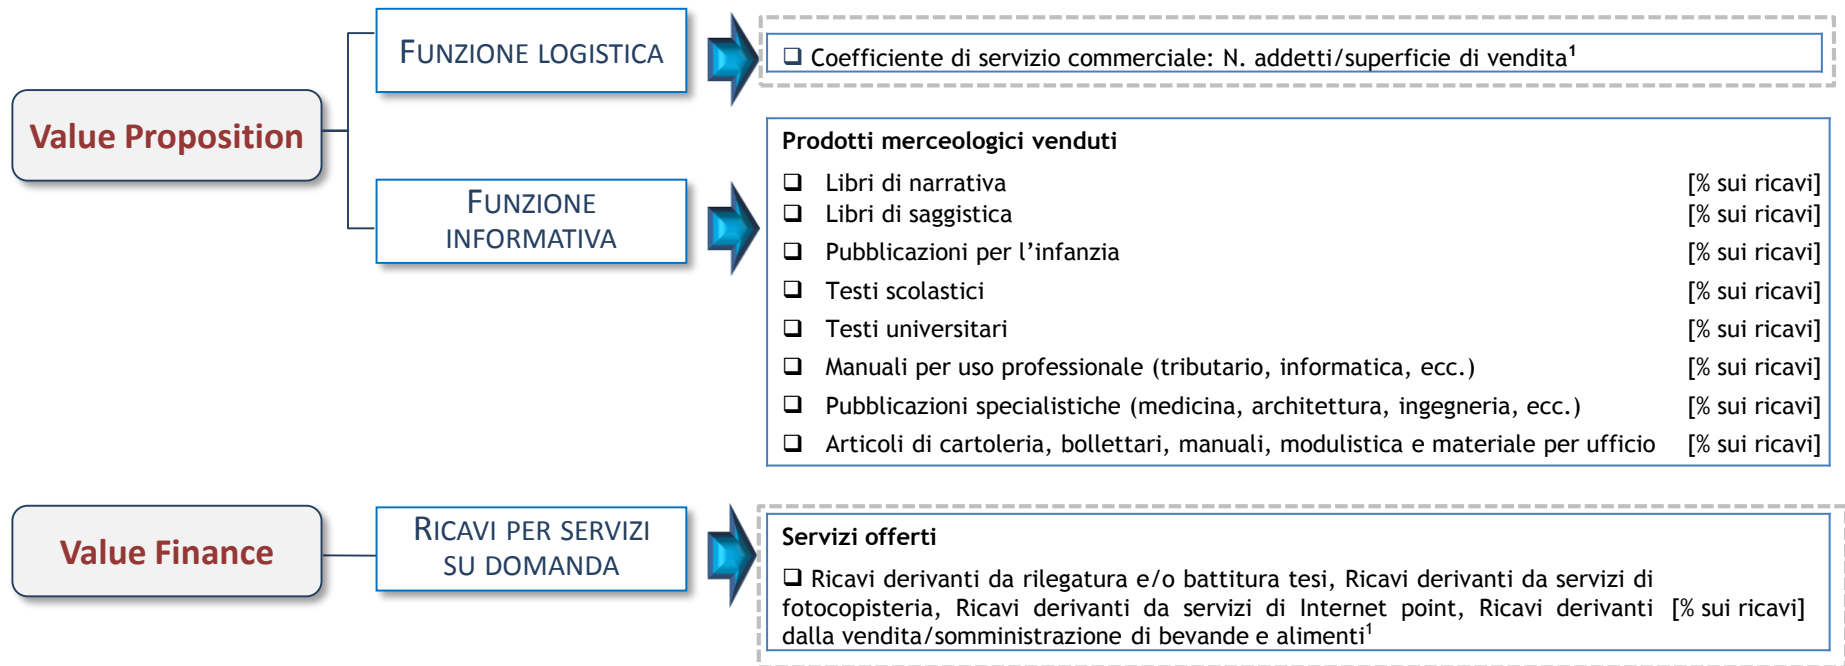 FUNZIONE LOGISTICA
❑ Coefficiente di servizio commerciale: N. addetti/superficie di vendita¹
Value Proposition
Prodotti merceologici venduti
❑ Libri di narrativa [% sui ricavi]
FUNZIONE
INFORMATIVA
❑ Libri di saggistica [% sui ricavi]
❑ Pubblicazioni per l’infanzia [% sui ricavi]
❑ Testi scolastici [% sui ricavi]
❑ Testi universitari [% sui ricavi]
❑ Manuali per uso professionale (tributario, informatica, ecc.) [% sui ricavi]
❑ Pubblicazioni specialistiche (medicina, architettura, ingegneria, ecc.) [% sui ricavi]
❑ Articoli di cartoleria, bollettari, manuali, modulistica e materiale per ufficio [% sui ricavi]
Value Finance
RICAVI PER SERVIZI
SU DOMANDA
Servizi offerti
❑ Ricavi derivanti da rilegatura e/o battitura tesi, Ricavi derivanti da servizi di
fotocopisteria, Ricavi derivanti da servizi di Internet point, Ricavi derivanti [% sui ricavi]
dalla vendita/somministrazione di bevande e alimenti¹